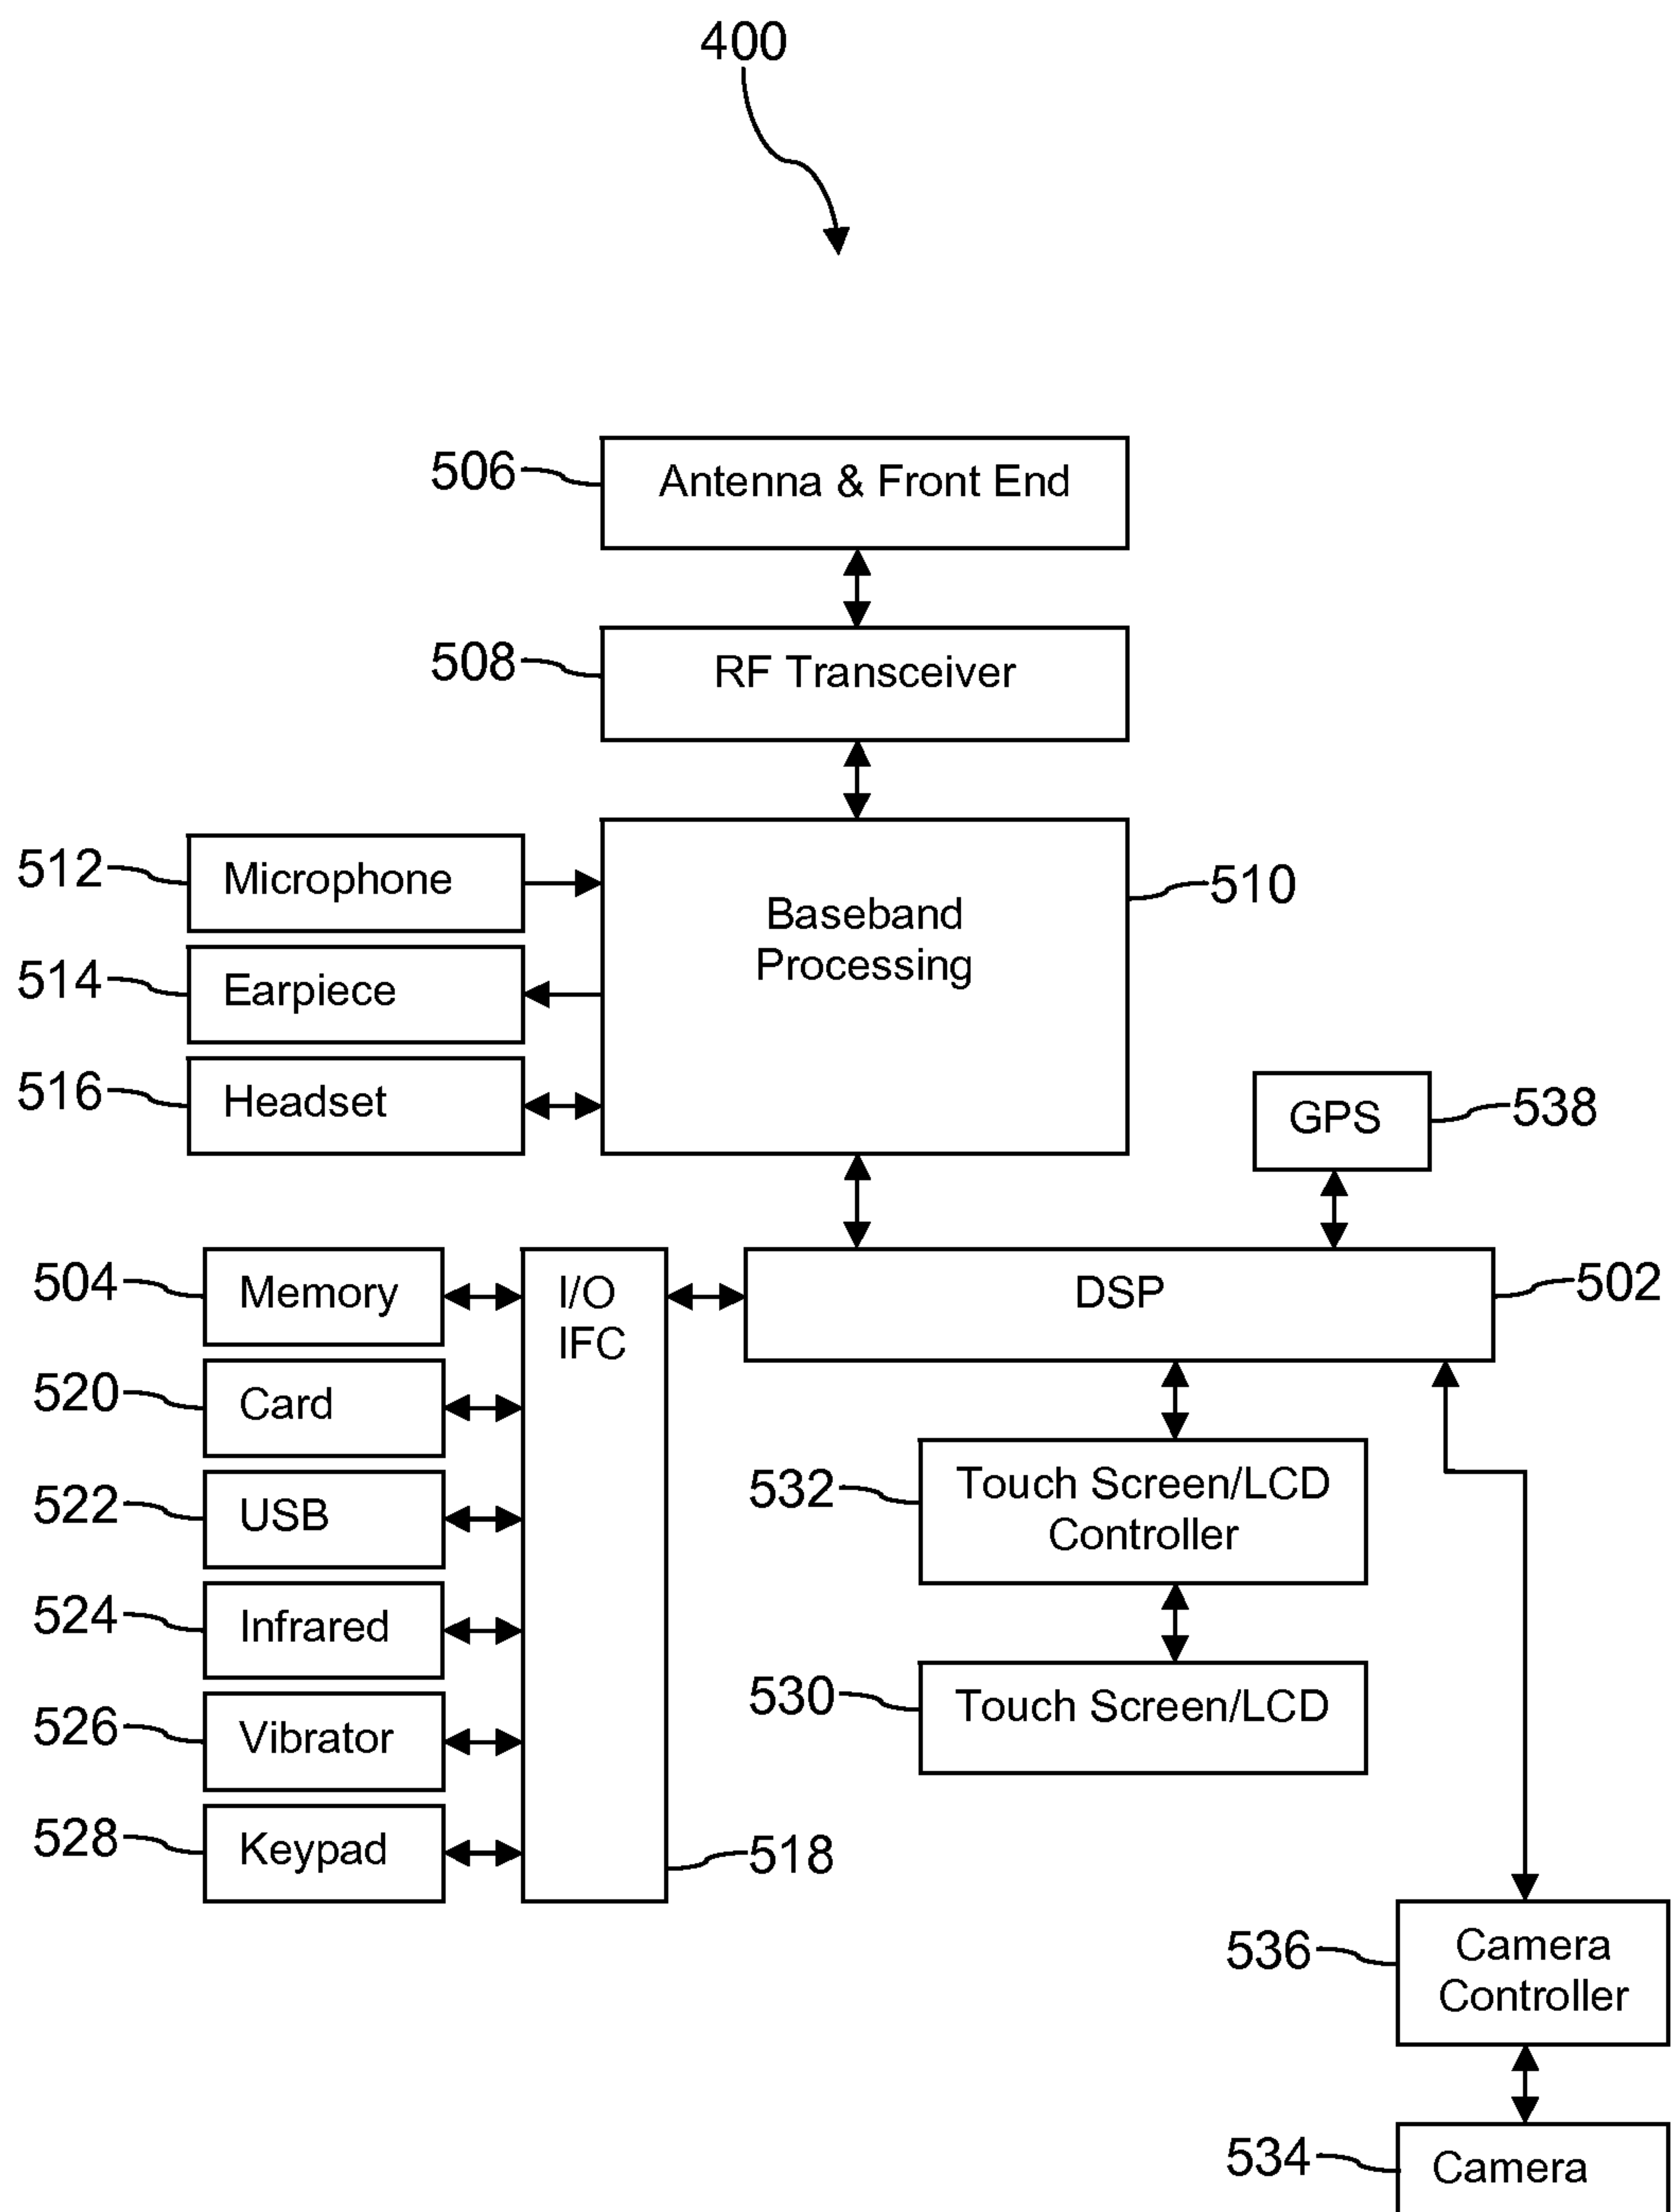 400
506
Antenna & Front End
508
RF Transceiver
512
Microphone
Baseband
Processing
510
514
Earpiece
516
Headset
GPS
538
504
Memory
I/O
IFC
DSP
502
520
Card
522
USB
532
Touch Screen/LCD
Controller
524
Infrared
526
Vibrator
530
Touch Screen/LCD
528
Keypad
518
536
Camera
Controller
534
Camera